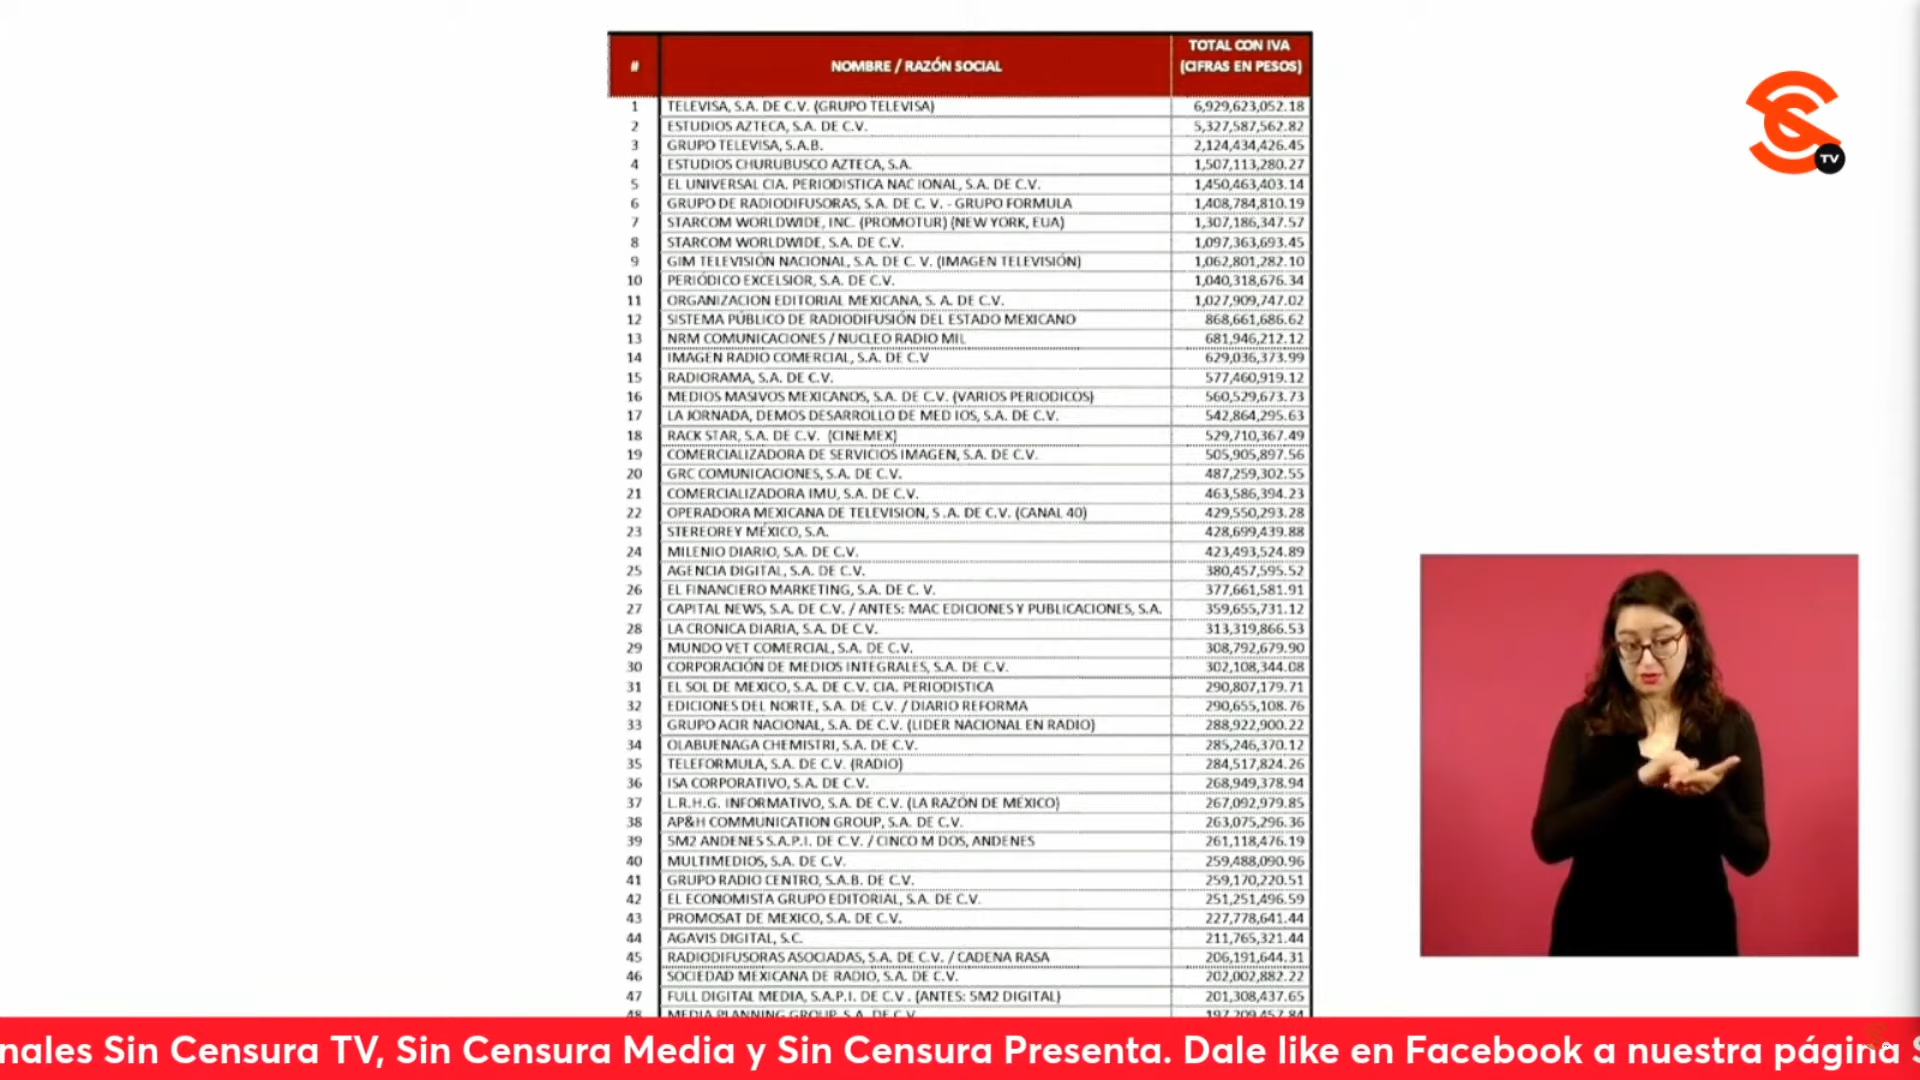 # NOMBRE / RAZÓN SOCIAL TOTAL CON IVA (CIFRAS EN PESOS)
1 TELEVISA, S.A. DE C.V. (GRUPO TELEVISA) 6,929,623,052.18
2 ESTUDIOS AZTECA, S.A. DE C.V. 5,327,587,562.82
3 GRUPO TELEVISA, S.A.B. 2,124,434,426.45
4 ESTUDIOS CHURUBUSCO AZTECA, S.A. 1,507,113,280.27
5 EL UNIVERSAL CIA. PERIODISTICA NAC IONAL, S.A. DE C.V. 1,450,463,403.14
6 GRUPO DE RADIODIFUSORAS, S.A. DE C. V. - GRUPO FORMULA 1,408,784,810.19
7 STARCOM WORLDWIDE, INC. (PROMOTUR) (NEW YORK, EUA) 1,307,186,347.57
8 STARCOM WORLDWIDE, S.A. DE C.V. 1,097,363,693.45
9 GIM TELEVISIÓN NACIONAL, S.A. DE C. V. (IMAGEN TELEVISIÓN) 1,062,801,282.10
10 PERIÓDICO EXCELSIOR, S.A. DE C.V. 1,040,318,676.34
11 ORGANIZACION EDITORIAL MEXICANA, S. A. DE C.V. 1,027,909,747.02
12 SISTEMA PÚBLICO DE RADIODIFUSIÓN DEL ESTADO MEXICANO 868,661,686.62
13 NRM COMUNICACIONES / NUCLEO RADIO MIL 681,946,212.12
14 IMAGEN RADIO COMERCIAL, S.A. DE C.V 629,036,373.99
15 RADIORAMA, S.A. DE C.V. 577,460,919.12
16 MEDIOS MASIVOS MEXICANOS, S.A. DE C.V. (VARIOS PERIODICOS) 560,529,673.73
17 LA JORNADA, DEMOS DESARROLLO DE MED IOS, S.A. DE C.V. 542,864,295.63
18 RACK STAR, S.A. DE C.V. (CINEMEX) 529,710,367.49
19 COMERCIALIZADORA DE SERVICIOS IMAGEN, S.A. DE C.V. 505,905,897.56
20 GRC COMUNICACIONES, S.A. DE C.V. 487,259,302.55
21 COMERCIALIZADORA IMU, S.A. DE C.V. 463,586,394.23
22 OPERADORA MEXICANA DE TELEVISION, S .A. DE C.V. (CANAL 40) 429,550,293.28
23 STEREOREY MÉXICO, S.A. 428,699,439.88
24 MILENIO DIARIO, S.A. DE C.V. 423,493,524.89
25 AGENCIA DIGITAL, S.A. DE C.V. 380,457,595.52
26 EL FINANCIERO MARKETING, S.A. DE C. V. 377,661,581.91
27 CAPITAL NEWS, S.A. DE C.V. / ANTES: MAC EDICIONES Y PUBLICACIONES, S.A. 359,655,731.12
28 LA CRONICA DIARIA, S.A. DE C.V. 313,319,866.53
29 MUNDO VET COMERCIAL, S.A. DE C.V. 308,792,679.90
30 CORPORACIÓN DE MEDIOS INTEGRALES, S.A. DE C.V. 302,108,344.08
31 EL SOL DE MEXICO, S.A. DE C.V. CIA. PERIODISTICA 290,807,179.71
32 EDICIONES DEL NORTE, S.A. DE C.V. / DIARIO REFORMA 290,655,108.76
33 GRUPO ACIR NACIONAL, S.A. DE C.V. (LIDER NACIONAL EN RADIO) 288,922,900.22
34 OLABUENAGA CHEMISTRI, S.A. DE C.V. 285,246,370.12
35 TELEFORMULA, S.A. DE C.V. (RADIO) 284,517,824.26
36 ISA CORPORATIVO, S.A. DE C.V. 268,949,378.94
37 L.R.H.G. INFORMATIVO, S.A. DE C.V. (LA RAZÓN DE MÉXICO) 267,092,979.85
38 AP&H COMMUNICATION GROUP, S.A. DE C.V. 263,075,296.36
39 5M2 ANDENES S.A.P.I. DE C.V. / CINCO M DOS, ANDENES 261,118,476.19
40 MULTIMEDIOS, S.A. DE C.V. 259,488,090.96
41 GRUPO RADIO CENTRO, S.A.B. DE C.V. 259,170,220.51
42 EL ECONOMISTA GRUPO EDITORIAL, S.A. DE C.V. 251,251,496.59
43 PROMOSAT DE MEXICO, S.A. DE C.V. 227,778,641.44
44 AGAVIS DIGITAL, S.C. 211,765,321.44
45 RADIODIFUSORAS ASOCIADAS, S.A. DE C.V. / CADENA RASA 206,191,644.31
46 SOCIEDAD MEXICANA DE RADIO, S.A. DE C.V. 202,002,882.22
47 FULL DIGITAL MEDIA, S.A.P.I. DE C.V . (ANTES: 5M2 DIGITAL) 201,308,437.65
48 MEDIA PLANNING GROUP, S.A. DE C.V. 197,209,457.84
TV
nales Sin Censura TV, Sin Censura Media y Sin Censura Presenta. Dale like en Facebook a nuestra página S